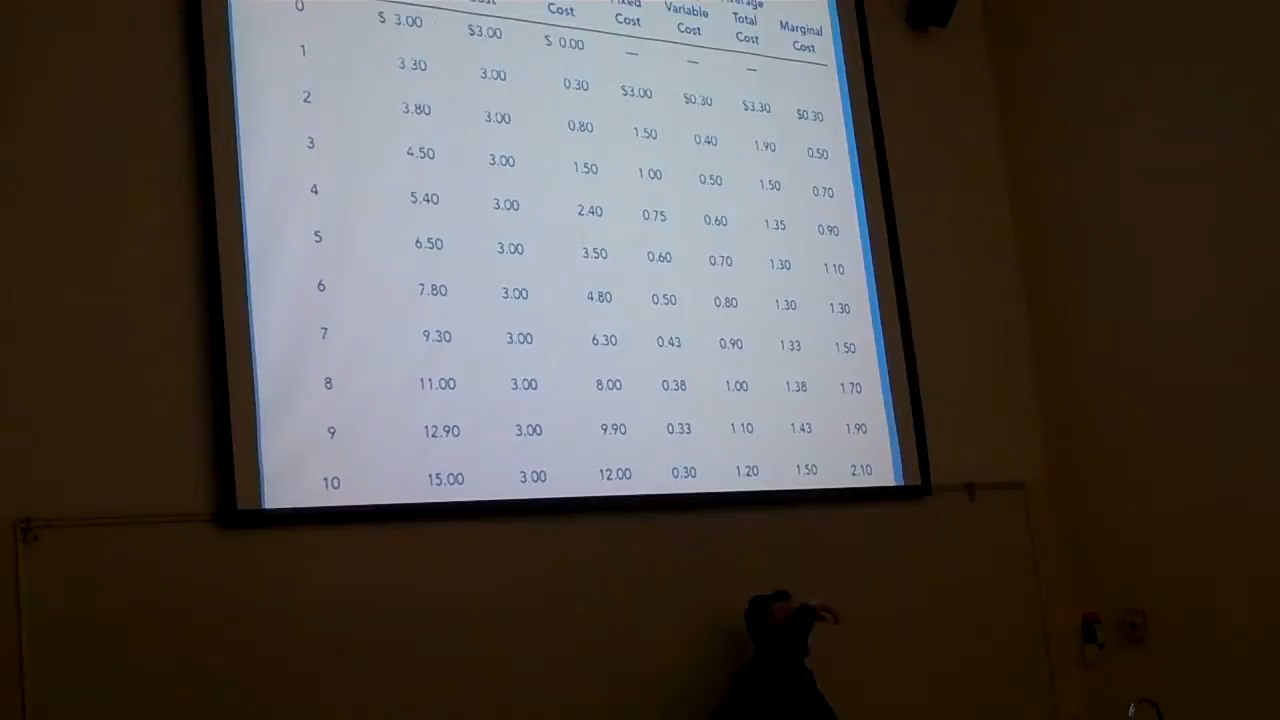 Cost Fixed Cost Variable Cost Total Cost Marginal Cost
0 $ 3.00 $3.00 $ 0.00 — — —
1 3.30 3.00 0.30 $3.00 $0.30 $3.30 $0.30
2 3.80 3.00 0.80 1.50 0.40 1.90 0.50
3 4.50 3.00 1.50 1.00 0.50 1.50 0.70
4 5.40 3.00 2.40 0.75 0.60 1.35 0.90
5 6.50 3.00 3.50 0.60 0.70 1.30 1.10
6 7.80 3.00 4.80 0.50 0.80 1.30 1.30
7 9.30 3.00 6.30 0.43 0.90 1.33 1.50
8 11.00 3.00 8.00 0.38 1.00 1.38 1.70
9 12.90 3.00 9.90 0.33 1.10 1.43 1.90
10 15.00 3.00 12.00 0.30 1.20 1.50 2.10